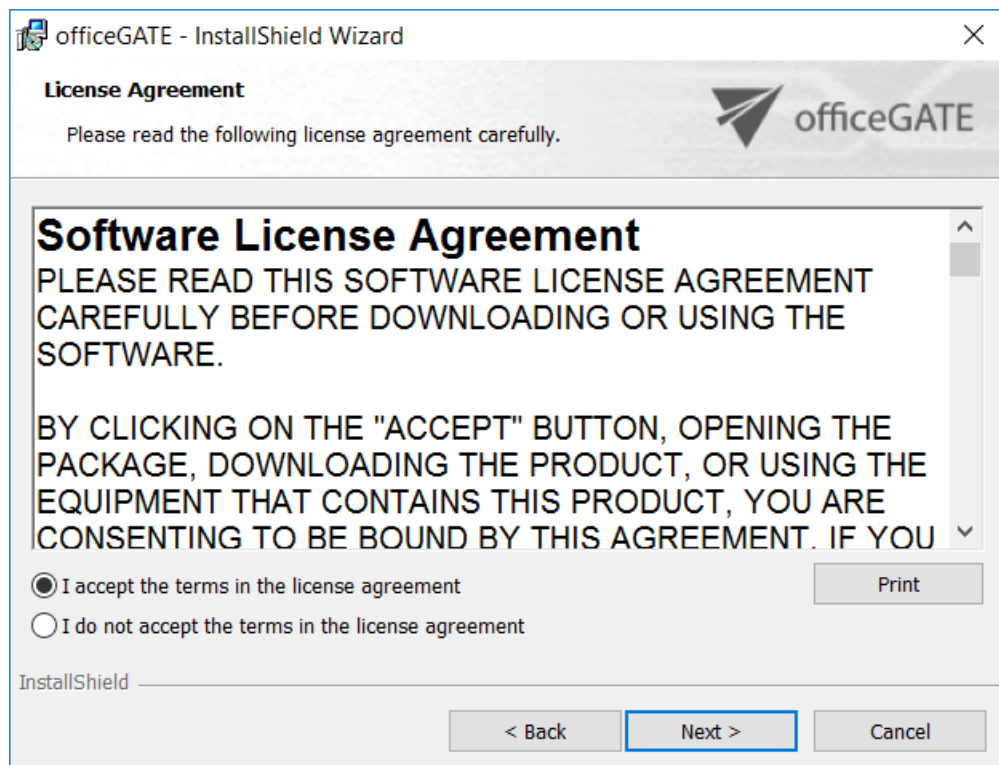 officeGATE - InstallShield Wizard
License Agreement
Please read the following license agreement carefully.
officeGATE
Software License Agreement
PLEASE READ THIS SOFTWARE LICENSE AGREEMENT
CAREFULLY BEFORE DOWNLOADING OR USING THE
SOFTWARE.
BY CLICKING ON THE "ACCEPT" BUTTON, OPENING THE
PACKAGE, DOWNLOADING THE PRODUCT, OR USING THE
EQUIPMENT THAT CONTAINS THIS PRODUCT, YOU ARE
CONSENTING TO BE BOUND BY THIS AGREEMENT. IF YOU
I accept the terms in the license agreement
Print
I do not accept the terms in the license agreement
InstallShield
< Back
Next >
Cancel